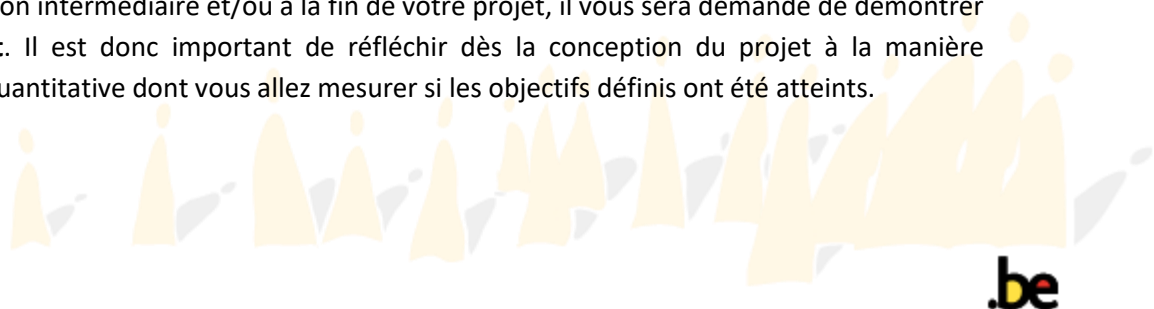 on intermédiaire et/ou à la fin de votre projet, il vous sera demandé de démontrer
t. Il est donc important de réfléchir dès la conception du projet à la manière
uantitative dont vous allez mesurer si les objectifs définis ont été atteints.
.be